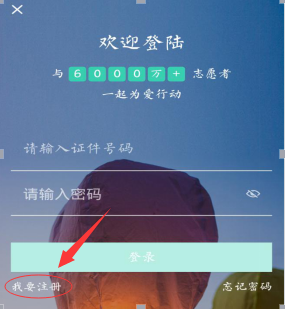 欢迎登陆
与 6000万+ 志愿者
一起为爱行动
请输入证件号码
请输入密码
登录
我要注册 忘记密码